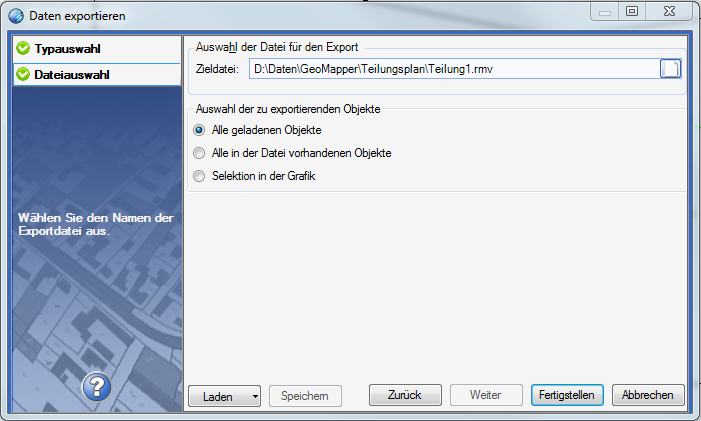 Daten exportieren
Typauswahl
Dateiauswahl
Wählen Sie den Namen der
Exportdatei aus.
Auswahl der Datei für den Export
Zieldatei: D:\Daten\GeoMapper\Teilungsplan\Teilung1.rmv
Auswahl der zu exportierenden Objekte
Alle geladenen Objekte
Alle in der Datei vorhandenen Objekte
Selektion in der Grafik
? Laden Speichern Zurück Weiter Fertigstellen Abbrechen